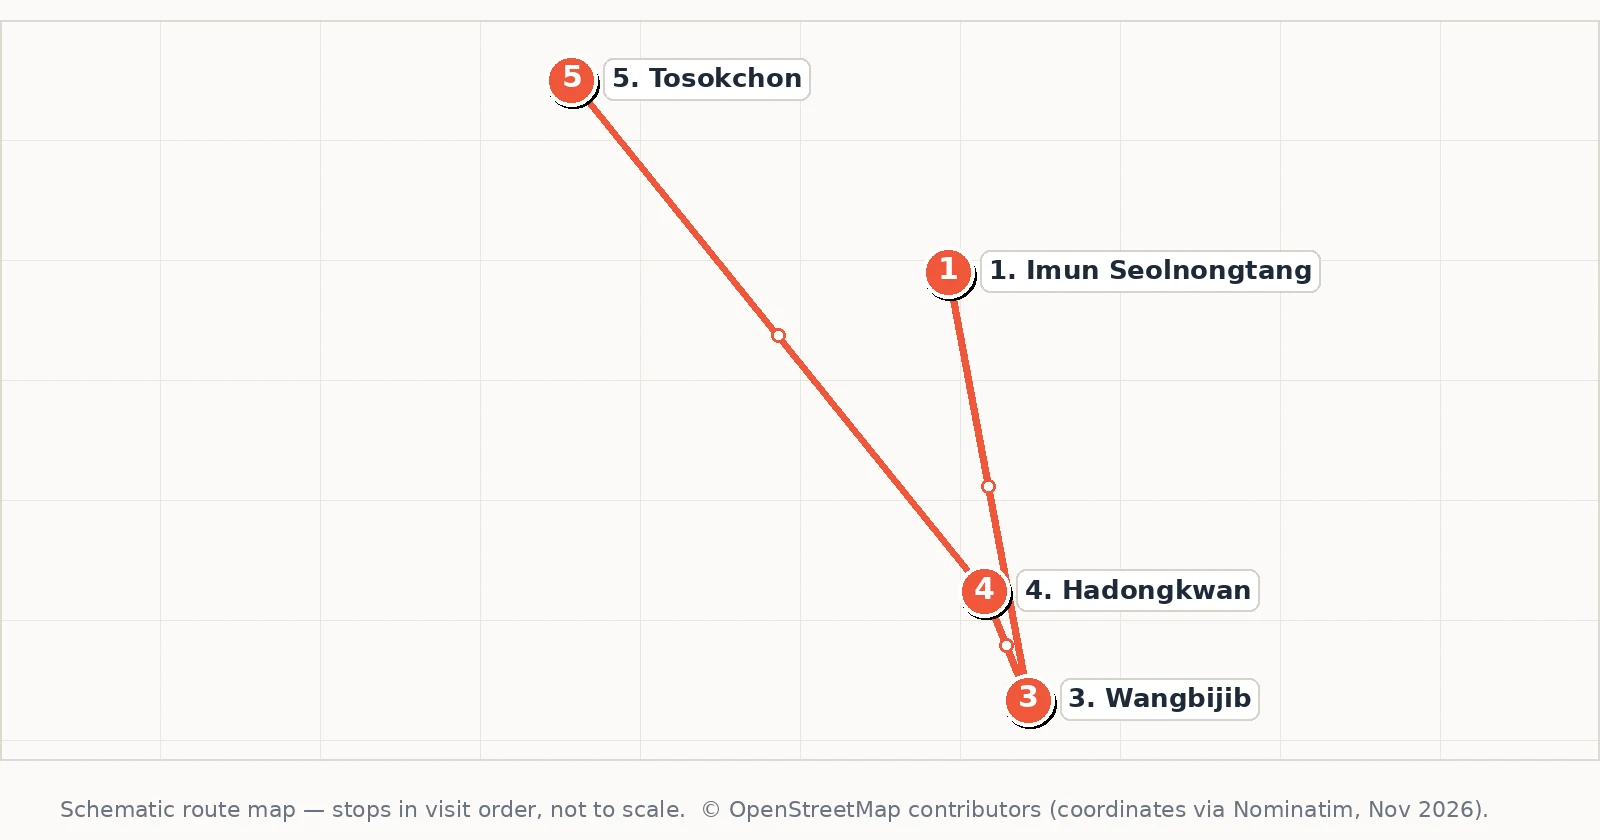 5
5. Tosokchon
1
1. Imun Seolnongtang
4
4. Hadongkwan
3
3. Wangbijib
Schematic route map — stops in visit order, not to scale.  © OpenStreetMap contributors (coordinates via Nominatim, Nov 2026).